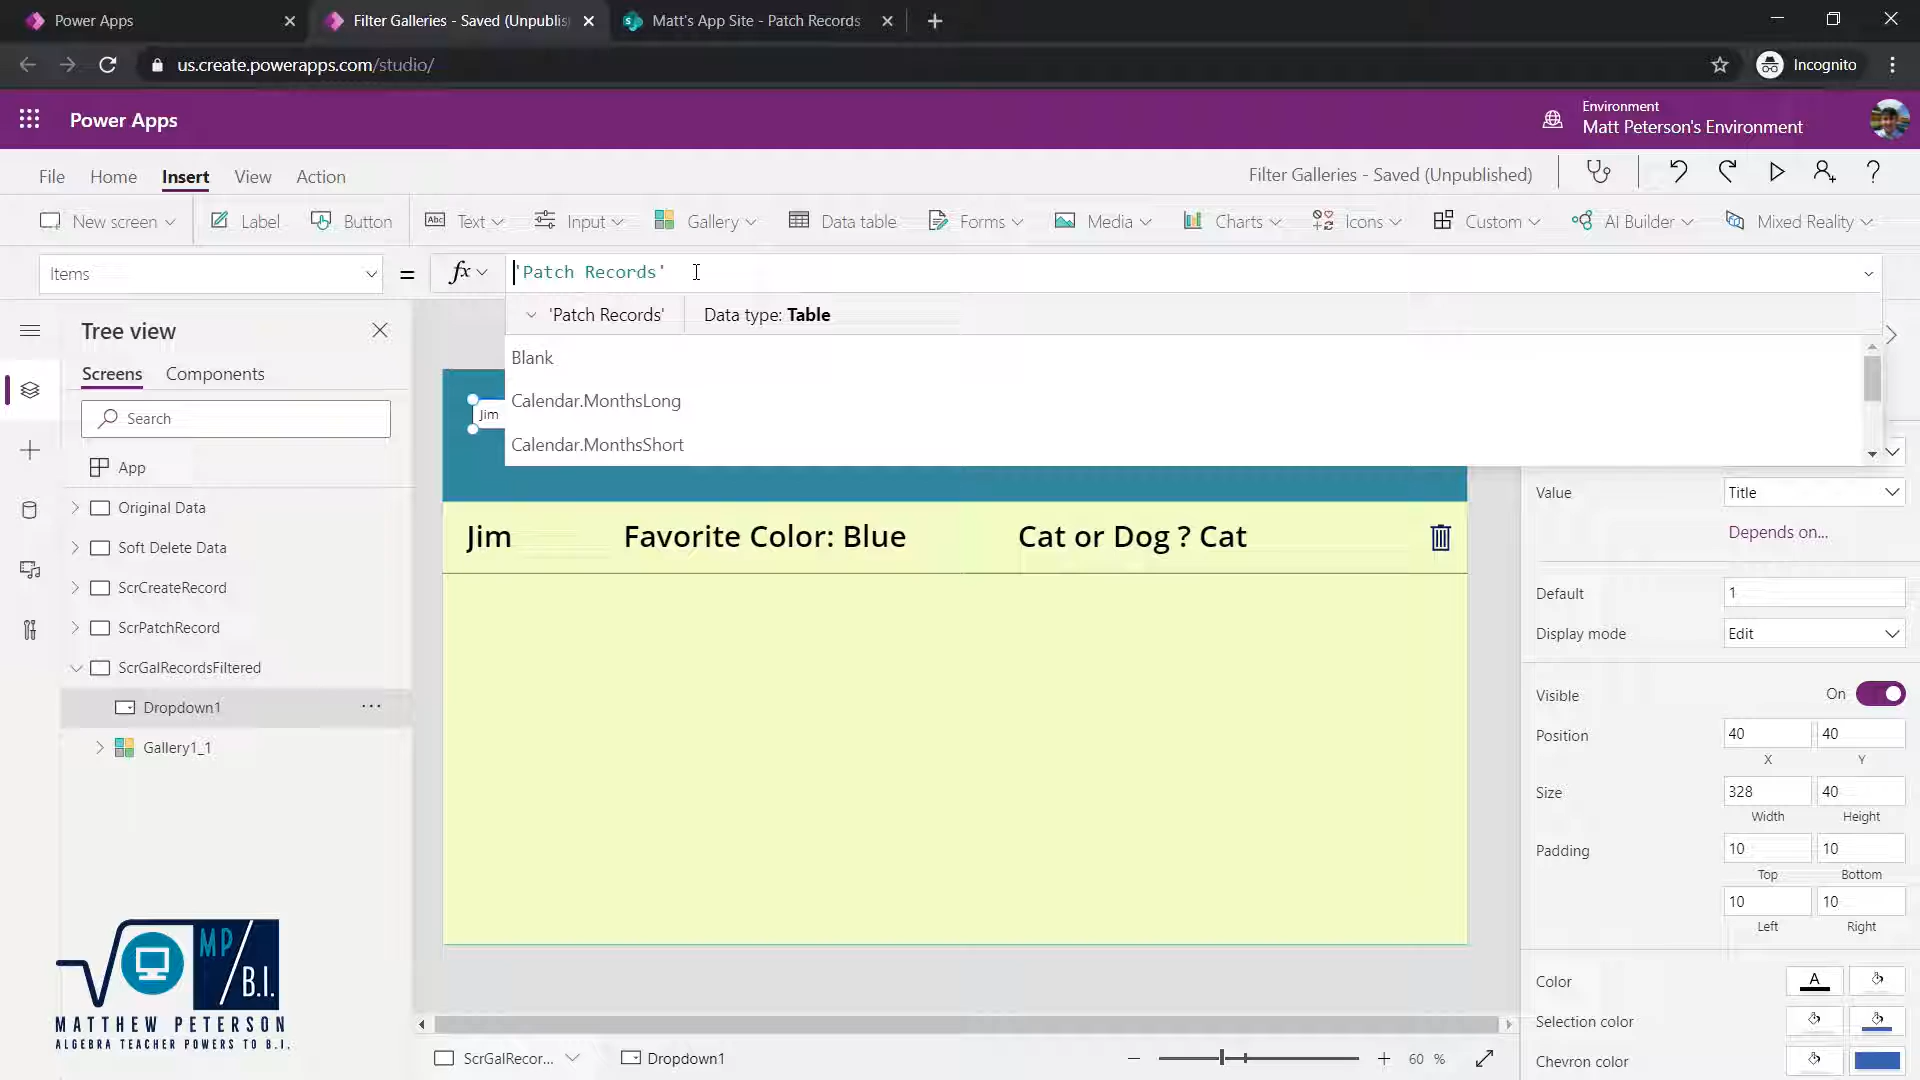 Power Apps
Filter Galleries - Saved (Unpublis
Matt's App Site - Patch Records
us.create.powerapps.com/studio/
Incognito
Power Apps
Environment
Matt Peterson's Environment
File
Home
Insert
View
Action
Filter Galleries - Saved (Unpublished)
New screen
Label
Button
Abc
Text
Input
Gallery
Data table
Forms
Media
Charts
Icons
Custom
AI Builder
Mixed Reality
Items
=
fx
'Patch Records'
'Patch Records'
Data type: Table
Blank
Calendar.MonthsLong
Calendar.MonthsShort
Tree view
Screens
Components
Search
App
Original Data
Soft Delete Data
ScrCreateRecord
ScrPatchRecord
ScrGalRecordsFiltered
Dropdown1
Gallery1_1
Jim
Jim
Favorite Color: Blue
Cat or Dog ? Cat
Value
Title
Depends on...
Default
1
Display mode
Edit
Visible
On
Position
40
40
X
Y
Size
328
40
Width
Height
Padding
10
10
Top
Bottom
10
10
Left
Right
Color
A
Selection color
Chevron color
MP
/B.I.
MATTHEW PETERSON
ALGEBRA TEACHER POWERS TO B.I.
ScrGalRecor...
Dropdown1
60 %